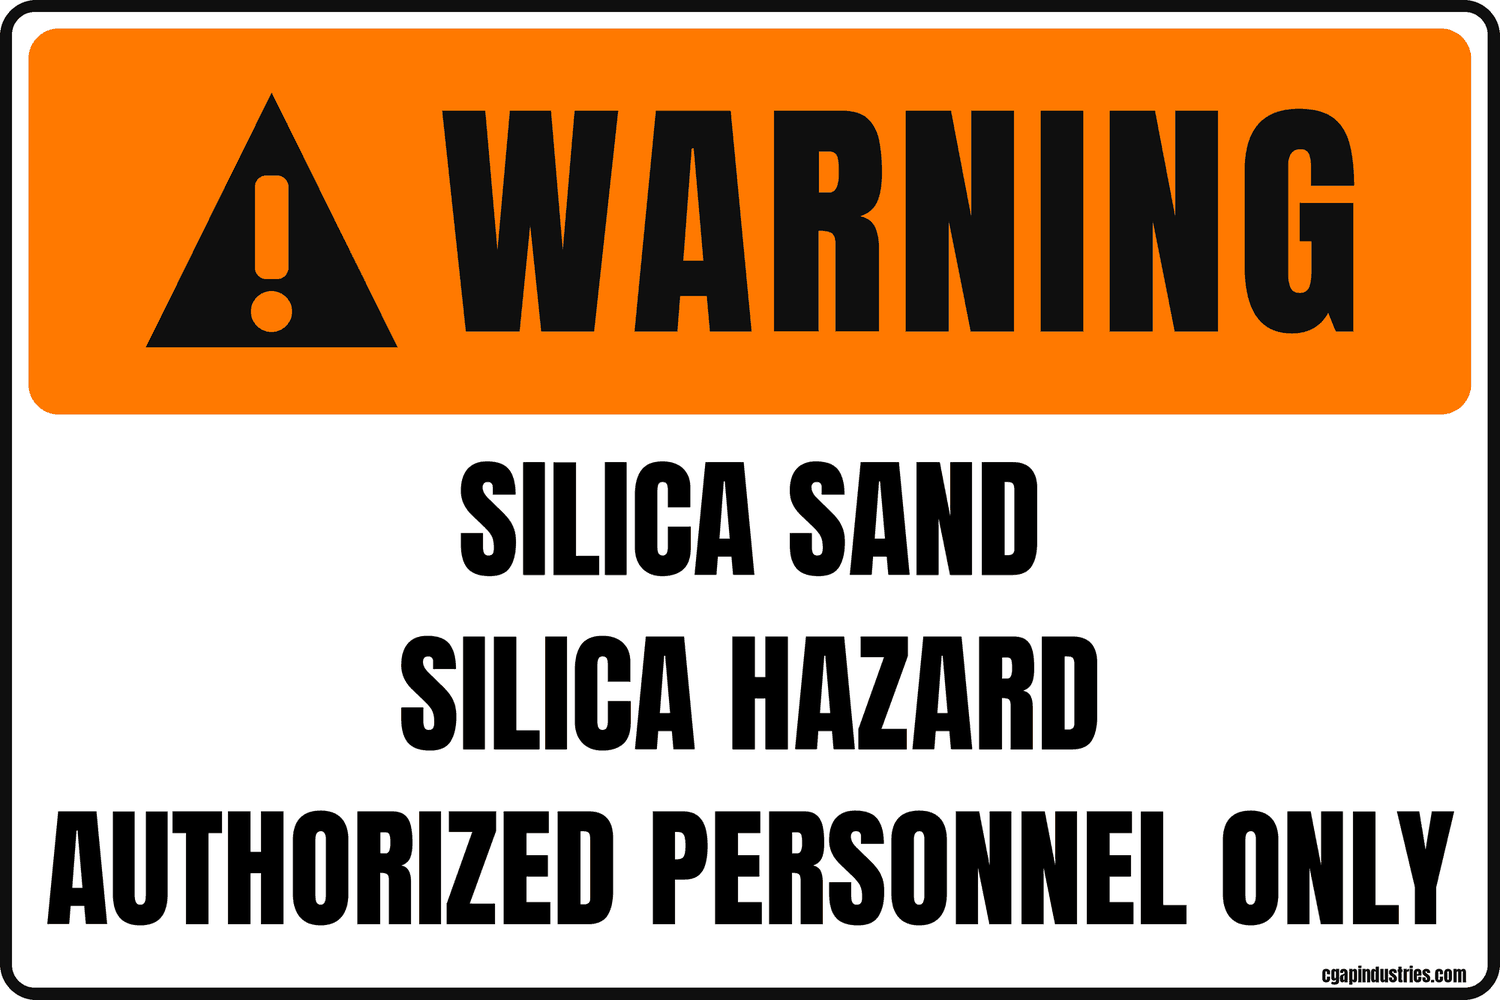 WARNING
SILICA SAND
SILICA HAZARD
AUTHORIZED PERSONNEL ONLY
cgapindustries.com